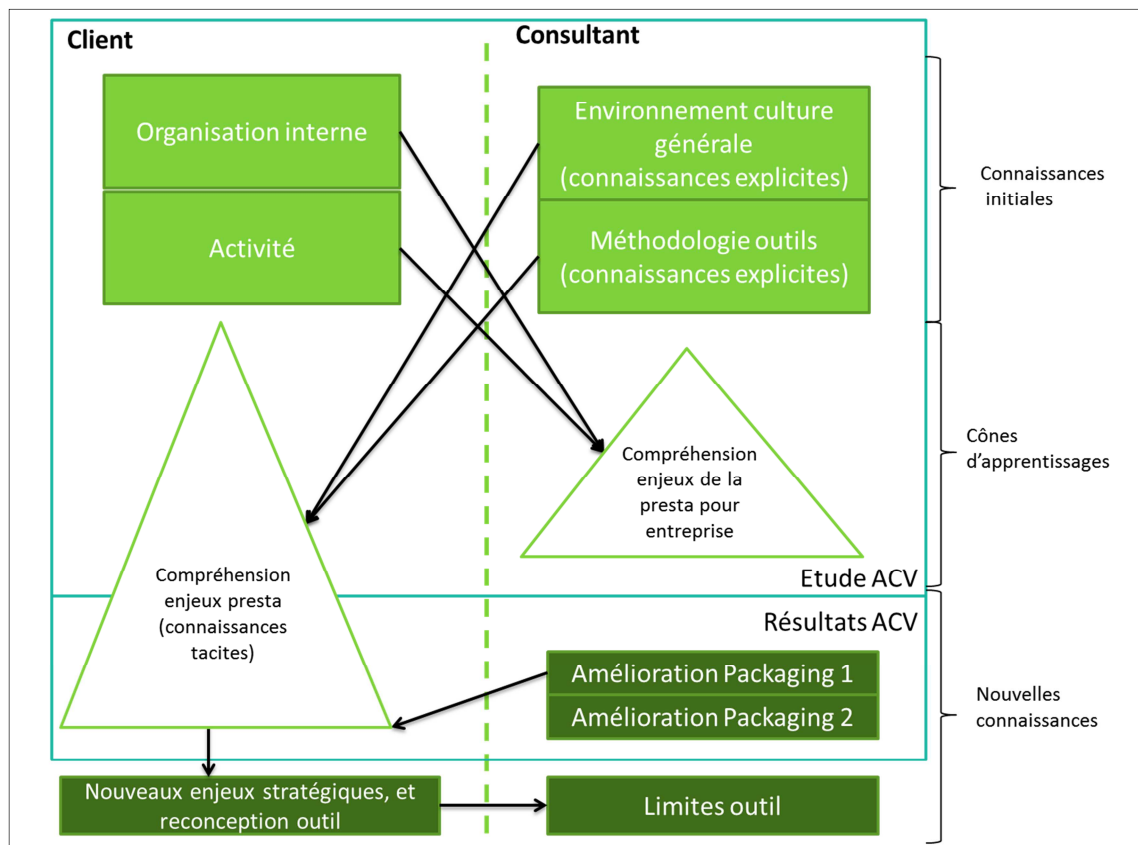 Client
Consultant
Organisation interne
Activité
Environnement culture
générale
(connaissances explicites)
Méthodologie outils
(connaissances explicites)
Connaissances
initiales
Compréhension
enjeux de la
presta pour
entreprise
Cônes
d’apprentissages
Compréhension
enjeux presta
(connaissances
tacites)
Etude ACV
Résultats ACV
Amélioration Packaging 1
Amélioration Packaging 2
Nouvelles
connaissances
Nouveaux enjeux stratégiques, et
reconception outil
Limites outil